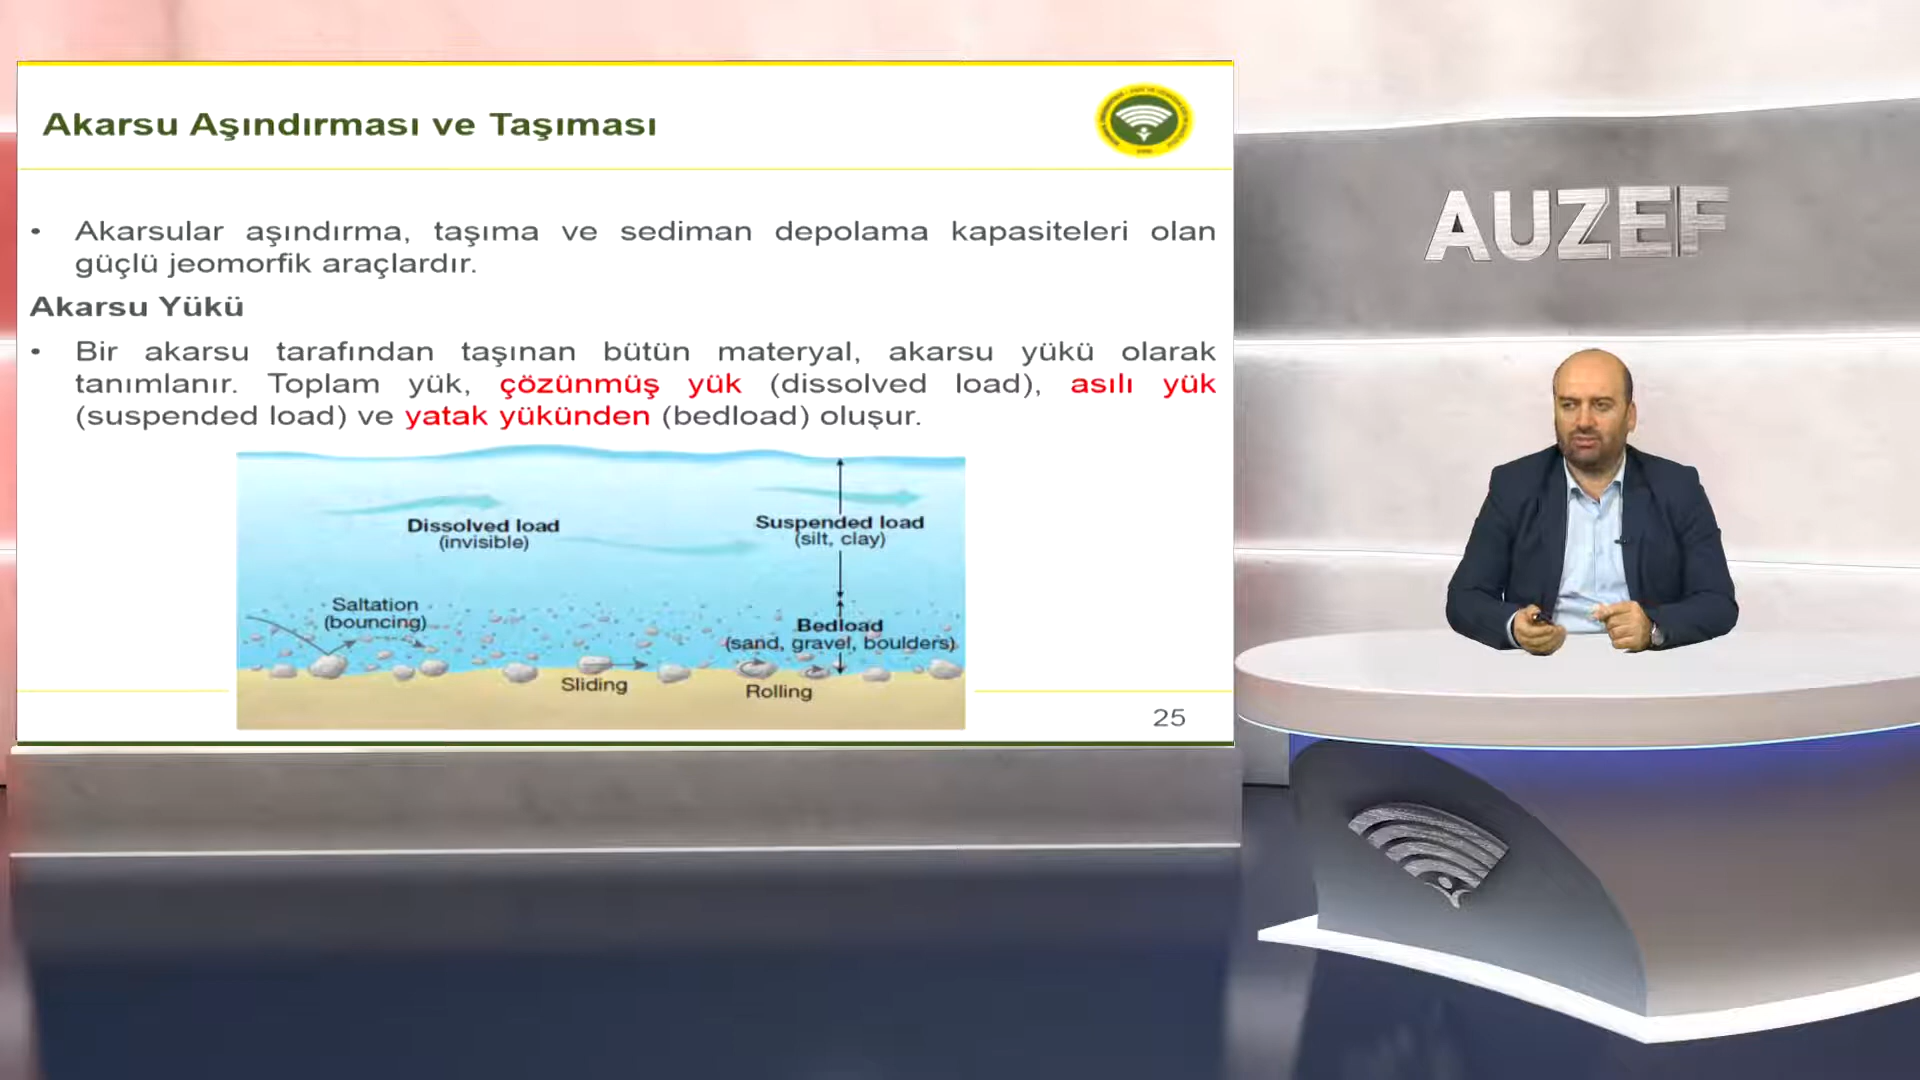 Akarsu Aşındırması ve Taşıması
• Akarsular aşındırma, taşıma ve sediman depolama kapasiteleri olan
güçlü jeomorfik araçlardır.
Akarsu Yükü
• Bir akarsu tarafından taşınan bütün materyal, akarsu yükü olarak
tanımlanır. Toplam yük, çözünmüş yük (dissolved load), asılı yük
(suspended load) ve yatak yükünden (bedload) oluşur.
Dissolved load
(invisible)
Suspended load
(silt, clay)
Saltation
(bouncing)
Bedload
(sand, gravel, boulders)
Sliding
Rolling
25
AUZEF